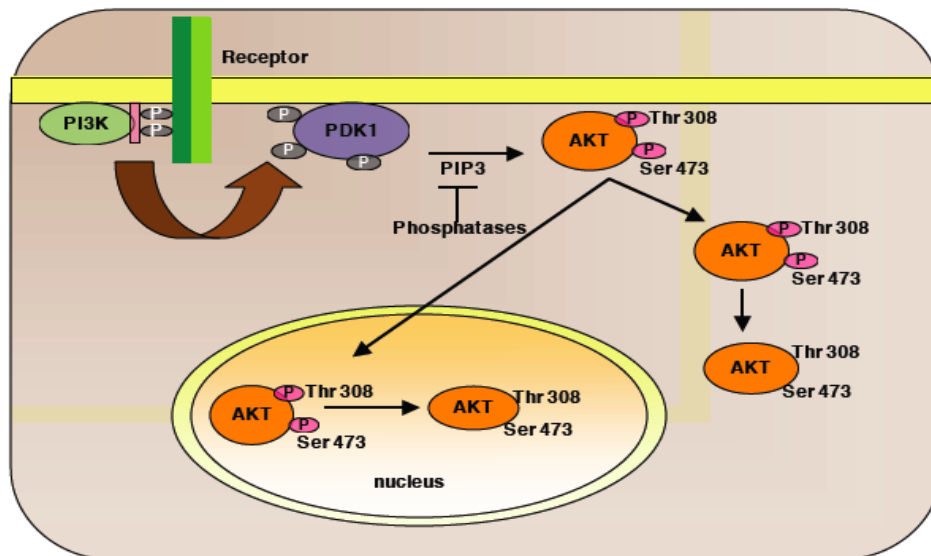 Receptor
PI3K
P
P
P
P
P
PDK1
PIP3
Phosphatases
AKT
P
Thr 308
P
Ser 473
AKT
P
Thr 308
P
Ser 473
AKT
Thr 308
Ser 473
AKT
P
Thr 308
P
Ser 473
AKT
Thr 308
Ser 473
nucleus